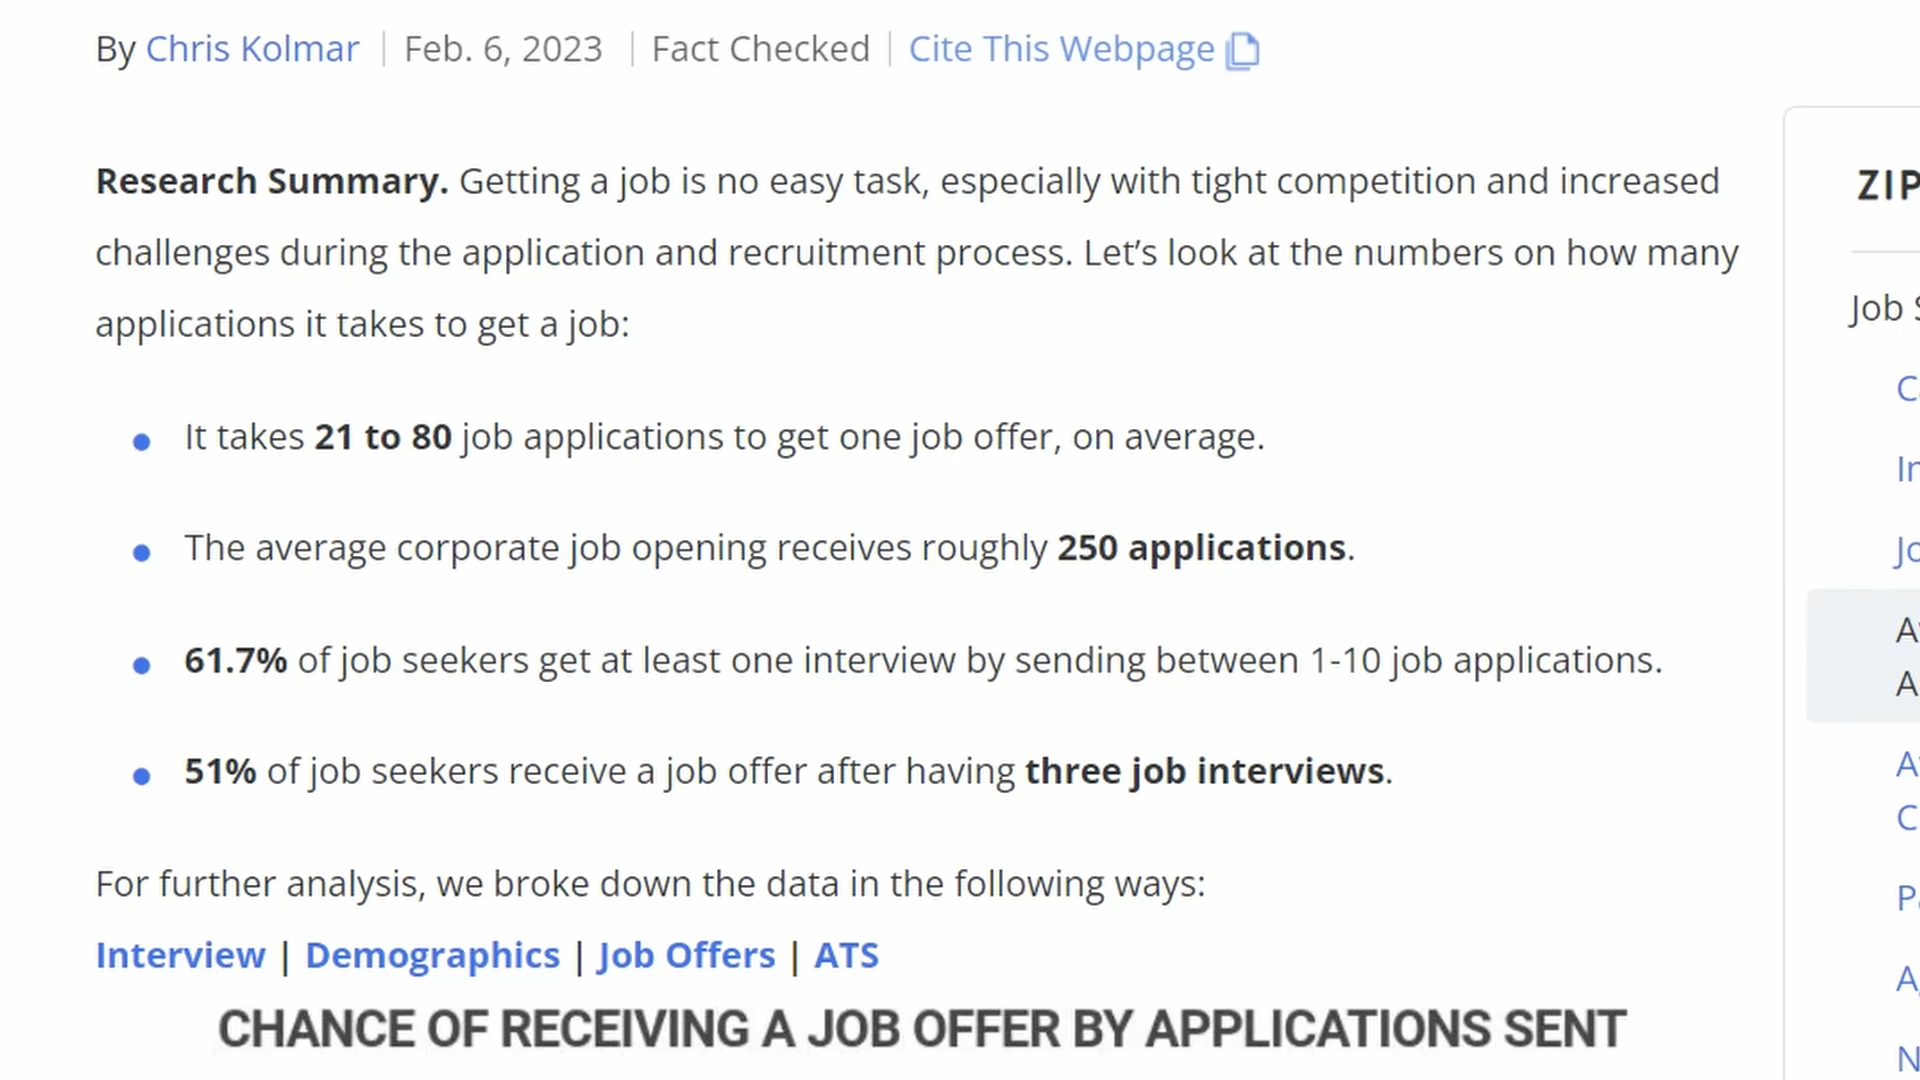 By Chris Kolmar | Feb. 6, 2023 | Fact Checked | Cite This Webpage
Research Summary. Getting a job is no easy task, especially with tight competition and increased
challenges during the application and recruitment process. Let’s look at the numbers on how many
applications it takes to get a job:
It takes 21 to 80 job applications to get one job offer, on average.
The average corporate job opening receives roughly 250 applications.
61.7% of job seekers get at least one interview by sending between 1-10 job applications.
51% of job seekers receive a job offer after having three job interviews.
For further analysis, we broke down the data in the following ways:
Interview | Demographics | Job Offers | ATS
CHANCE OF RECEIVING A JOB OFFER BY APPLICATIONS SENT
ZIP
Job